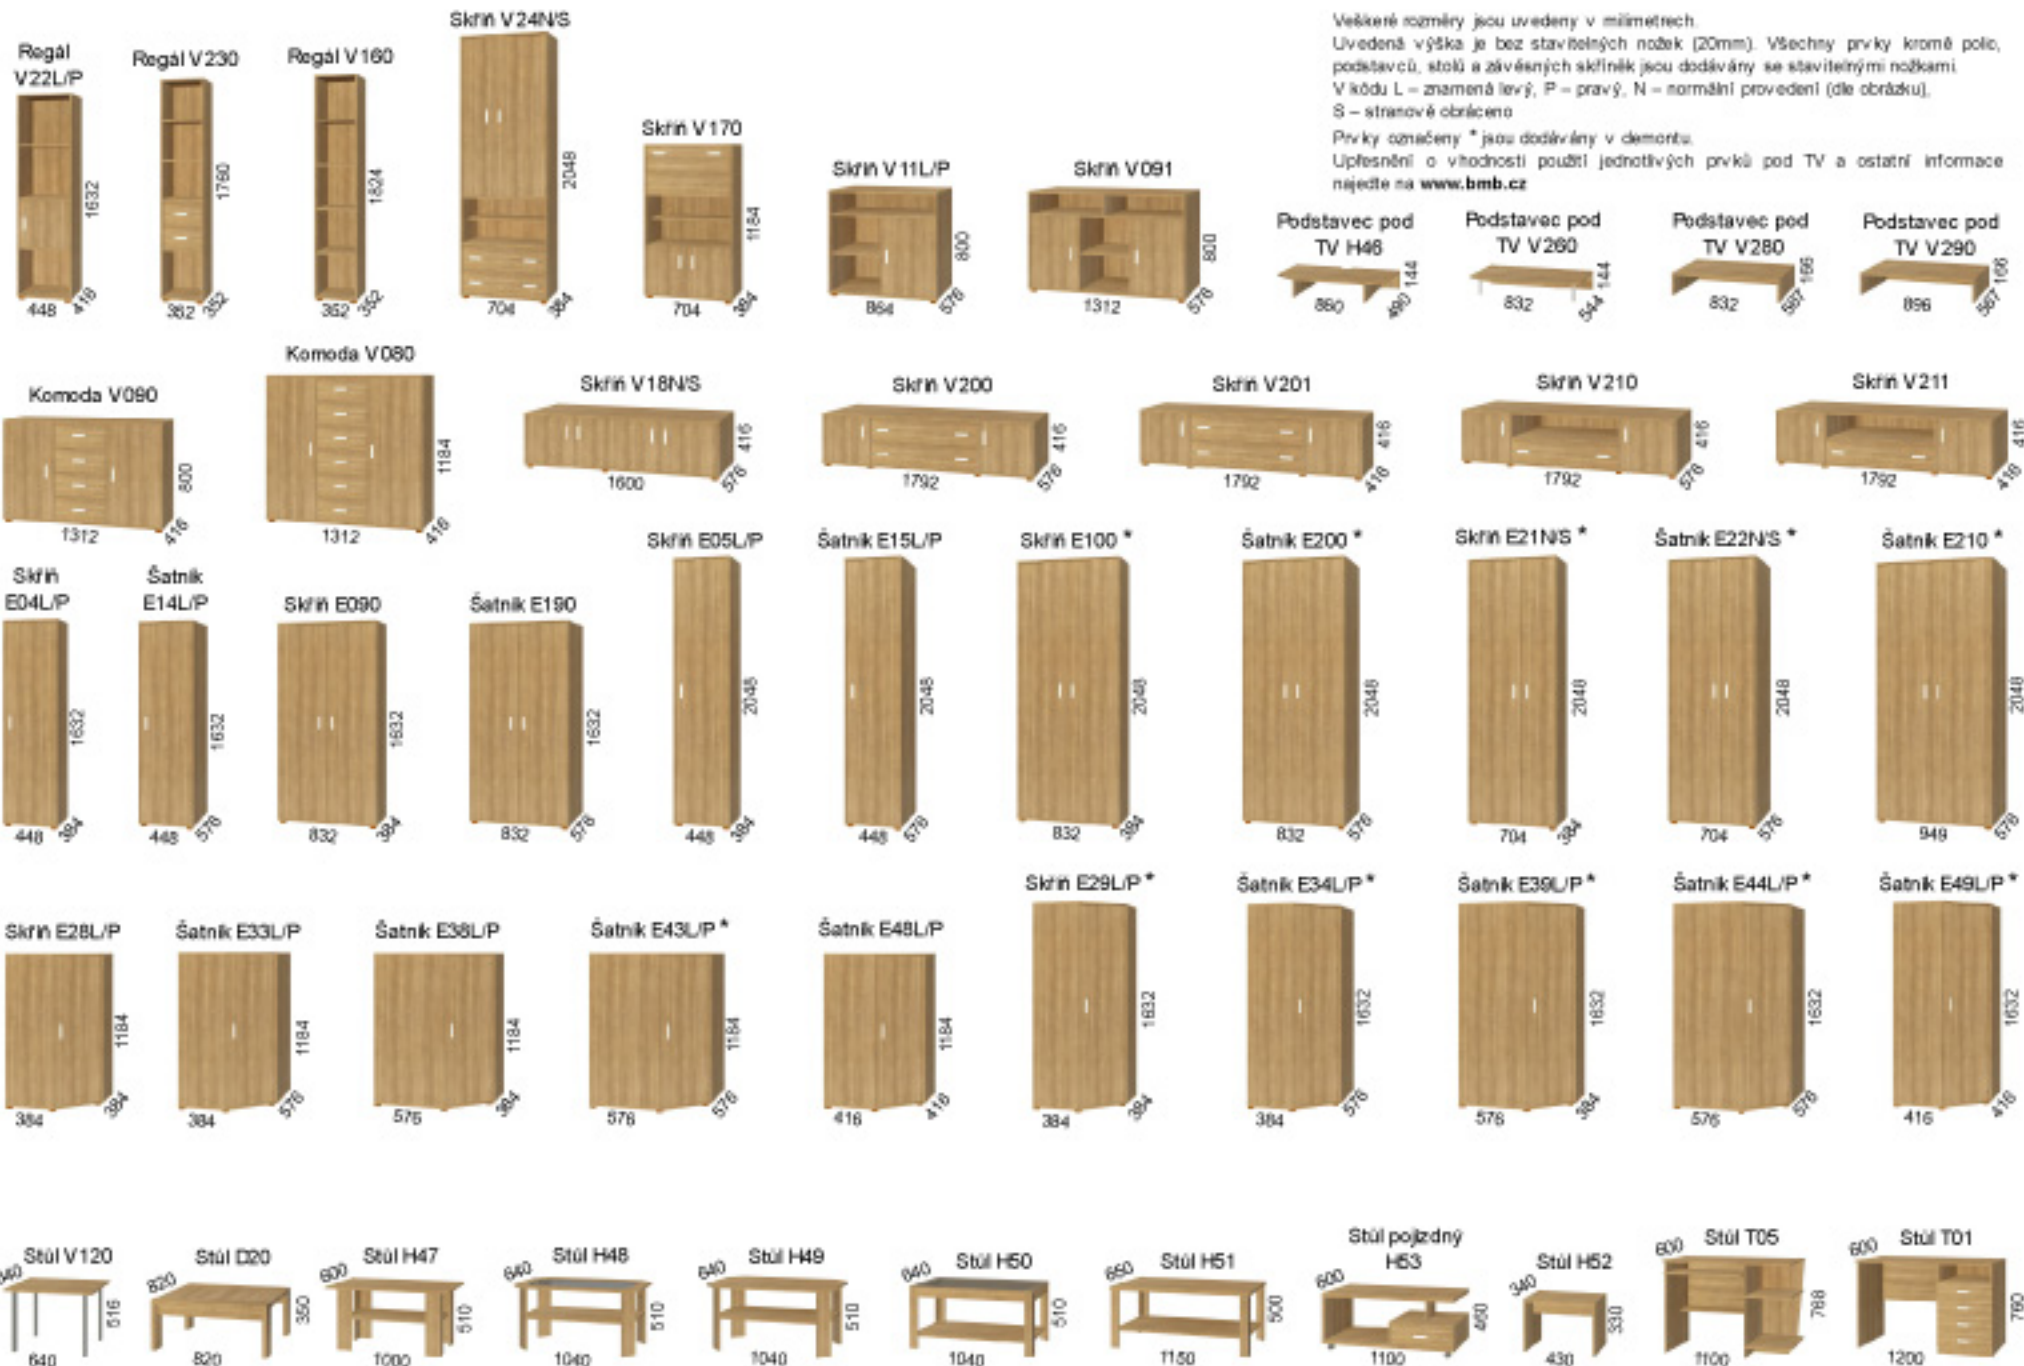 Veškeré rozměry jsou uvedeny v milimetrech.
Uvedená výška je bez stavitelných nožek (20mm). Všechny prvky kromě polic,
podstavců, stolů a závěsných skříněk jsou dodávány se stavitelnými nožkami
V kódu L – znamená levý, P – pravý, N – normální provedení (dle obrázku),
S – stranově obráceno
Prvky označeny * jsou dodávány v demontu.
Upřesnění o vhodnosti použití jednotlivých prvků pod TV a ostatní informace
najedte na www.bmb.cz
Regál
V22L/P
1632
448 416
Regál V230
1760
352 352
Regál V160
1824
352 352
Skříň V24N/S
2048
704 384
Skříň V170
1184
704 384
Skříň V11L/P
800
864 576
Skříň V091
800
1312 576
Podstavec pod
TV H46
144
860 490
Podstavec pod
TV V260
144
832 544
Podstavec pod
TV V280
166
832 567
Podstavec pod
TV V290
166
896 567
Komoda V090
800
1312 416
Komoda V080
1184
1312 416
Skříň V18N/S
416
1600 576
Skříň V200
416
1792 576
Skříň V201
416
1792 416
Skříň V210
416
1792 576
Skříň V211
416
1792 416
Skříň
E04L/P
1632
448 384
Šatník
E14L/P
1632
448 576
Skříň E090
1632
832 384
Šatník E190
1632
832 576
Skříň E05L/P
2048
448 384
Šatník E15L/P
2048
448 576
Skříň E100 *
2048
832 384
Šatník E200 *
2048
832 576
Skříň E21N/S *
2048
704 384
Šatník E22N/S *
2048
704 576
Šatník E210 *
2048
949 576
Skříň E28L/P
1184
384 384
Šatník E33L/P
1184
384 576
Šatník E38L/P
1184
576 384
Šatník E43L/P *
1184
576 576
Šatník E48L/P
1184
416 416
Skříň E29L/P *
1632
384 384
Šatník E34L/P *
1632
384 576
Šatník E39L/P *
1632
576 384
Šatník E44L/P *
1632
576 576
Šatník E49L/P *
1632
416 416
Stůl V120
640
516
640
Stůl D20
820
350
820
Stůl H47
600
510
1000
Stůl H48
640
510
1040
Stůl H49
640
510
1040
Stůl H50
640
510
1040
Stůl H51
650
500
1150
Stůl pojízdný
H53
600
460
1100
Stůl H52
340
330
430
Stůl T05
600
768
1100
Stůl T01
600
760
1200